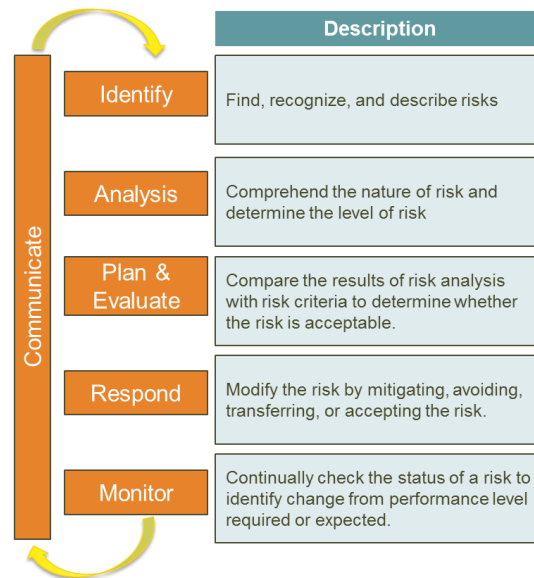 Description
Communicate
Identify
Find, recognize, and describe risks
Analysis
Comprehend the nature of risk and
determine the level of risk
Plan &
Evaluate
Compare the results of risk analysis
with risk criteria to determine whether
the risk is acceptable.
Respond
Modify the risk by mitigating, avoiding,
transferring, or accepting the risk.
Monitor
Continually check the status of a risk to
identify change from performance level
required or expected.